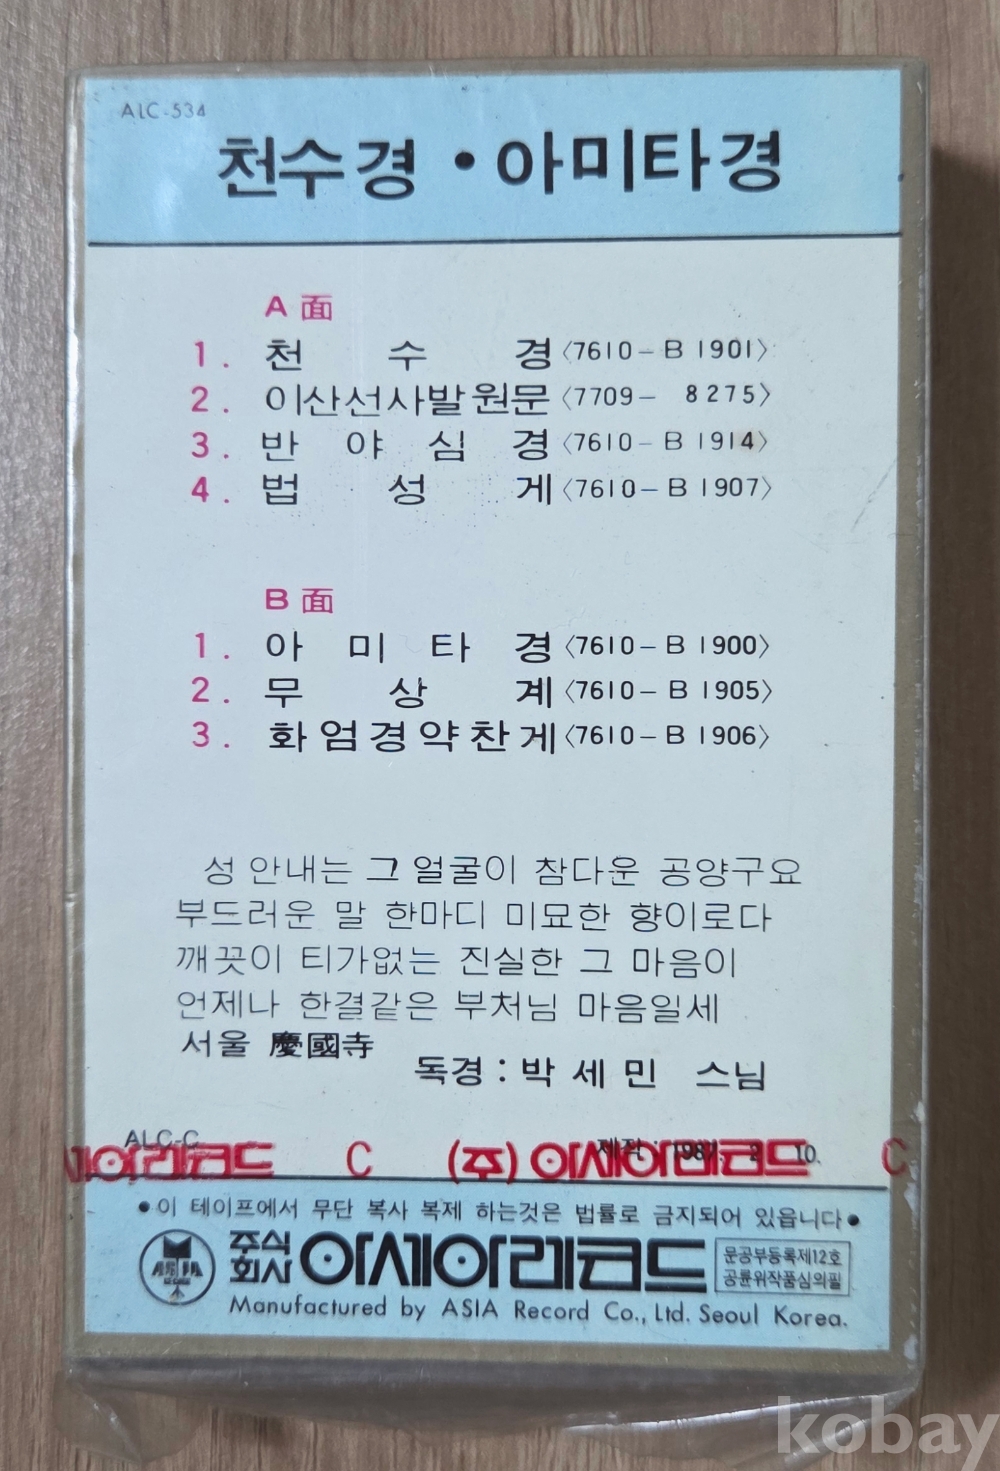 ALC-534
천수경 • 아미타경
A 面
1. 천 수 경 〈7610-B 1901〉
2. 이산선사발원문 〈7709- 8275〉
3. 반 야 심 경 〈7610-B 1914〉
4. 법 성 게 〈7610-B 1907〉
B 面
1. 아 미 타 경 〈7610-B 1900〉
2. 무 상 계 〈7610-B 1905〉
3. 화엄경약찬게 〈7610-B 1906〉
성 안내는 그 얼굴이 참다운 공양구요
부드러운 말 한마디 미묘한 향이로다
깨끗이 티가없는 진실한 그 마음이
언제나 한결같은 부처님 마음일세
서울 慶國寺
독경 : 박 세 민 스님
ALC-C 제작 : 10.
세아레코드 C (주) 아세아레코드 C
• 이 테이프에서 무단 복사 복제 하는것은 법률로 금지되어 있읍니다 •
ASIA
주식회사 아세아레코드
문공부등록제12호
공륜위작품심의필
Manufactured by ASIA Record Co., Ltd. Seoul Korea.
kobay